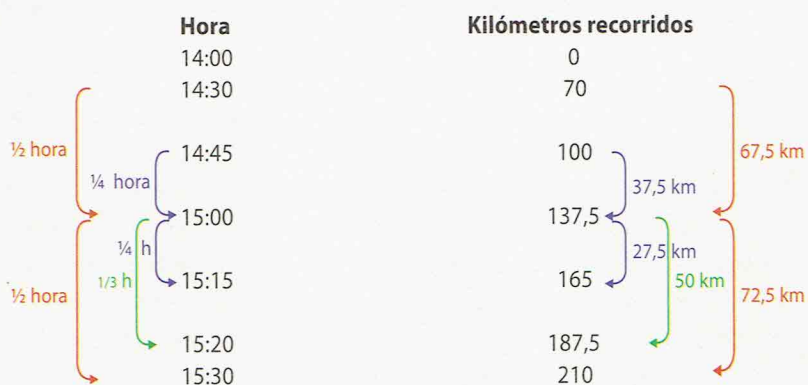 Hora Kilómetros recorridos
14:00 0
14:30 70
½ hora 14:45 100 67,5 km
¼ hora 37,5 km
15:00 137,5
¼ h 27,5 km
1/3 h 15:15 165 50 km
½ hora 72,5 km
15:20 187,5
15:30 210